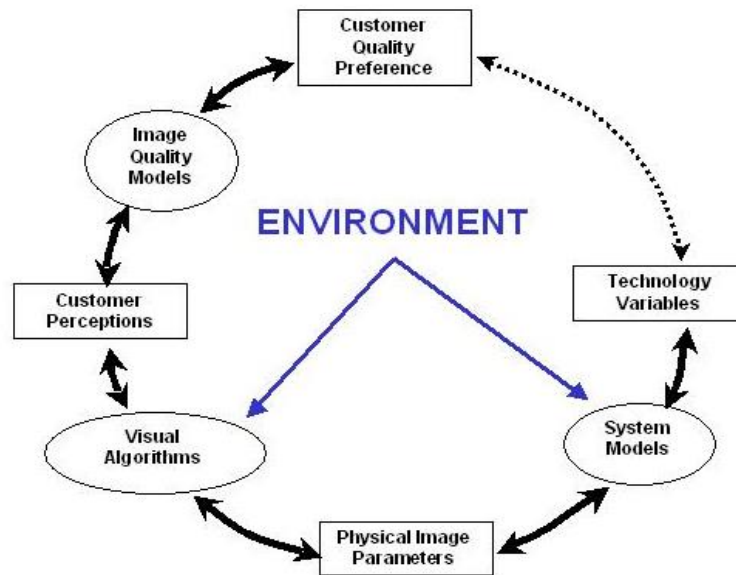 Customer
Quality
Preference
Image
Quality
Models
ENVIRONMENT
Customer
Perceptions
Technology
Variables
Visual
Algorithms
System
Models
Physical Image
Parameters